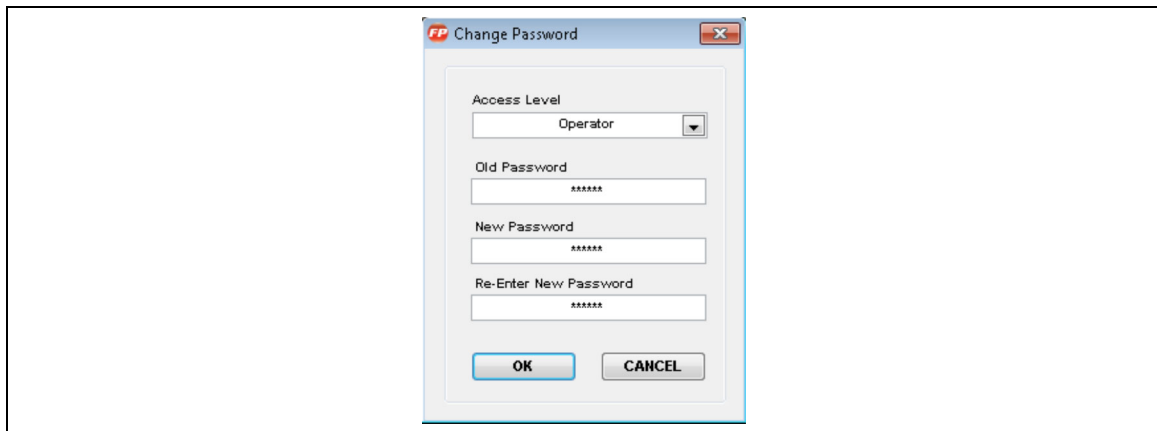 FP Change Password
Access Level
Operator
Old Password
******
New Password
******
Re-Enter New Password
******
OK CANCEL